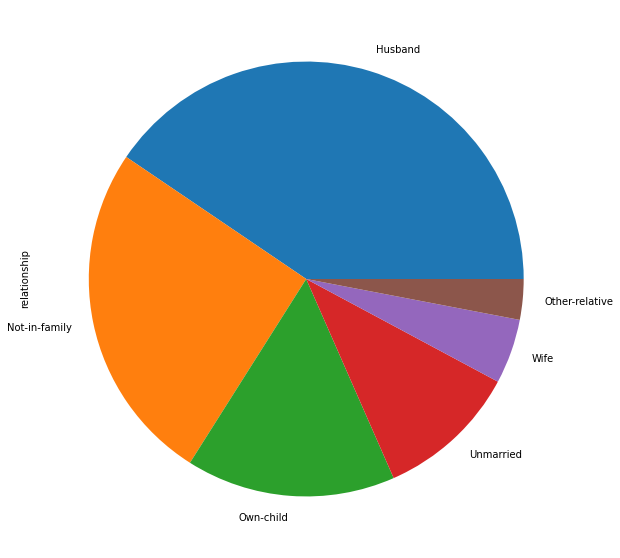 Husband
relationship
Other-relative
Not-in-family
Wife
Unmarried
Own-child